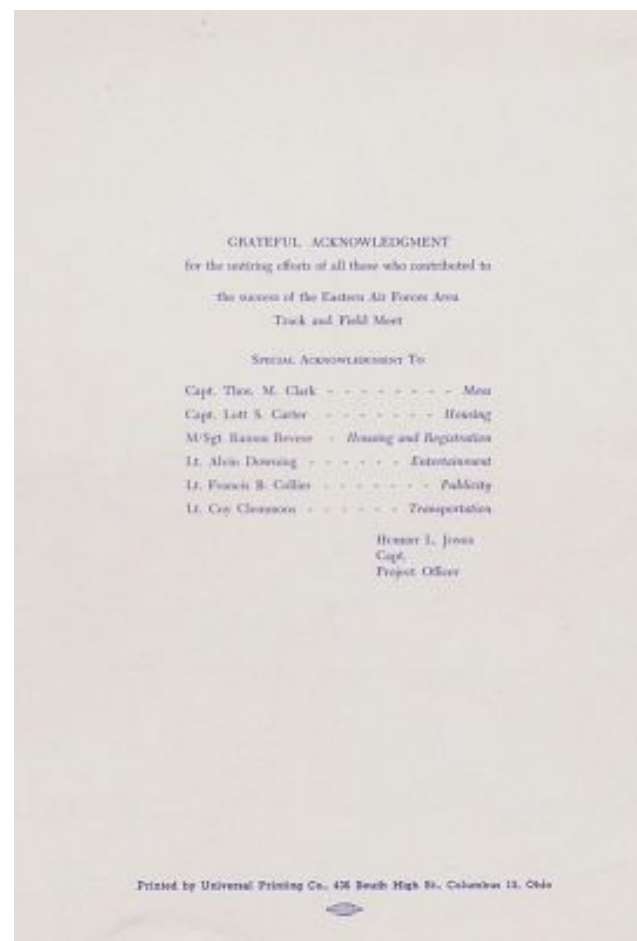 GRATEFUL ACKNOWLEDGMENT
for the untiring efforts of all those who contributed to
the success of the Eastern Air Forces Area
Track and Field Meet
SPECIAL ACKNOWLEDGMENT TO
Capt. Thos. M. Clark - - - - - - - - Mess
Capt. Lott S. Carter - - - - - - - Housing
M/Sgt. Ramon - Housing and Registration
Lt. Alvin Downing - - - - - - Entertainment
Lt. Francis B. Collier - - - - - - - Publicity
Lt. Coy Clemmons - - - - - - Transportation
L. Jones
Capt.
Project Officer
Printed by Universal Printing Co., South High St., Columbus 15, Ohio